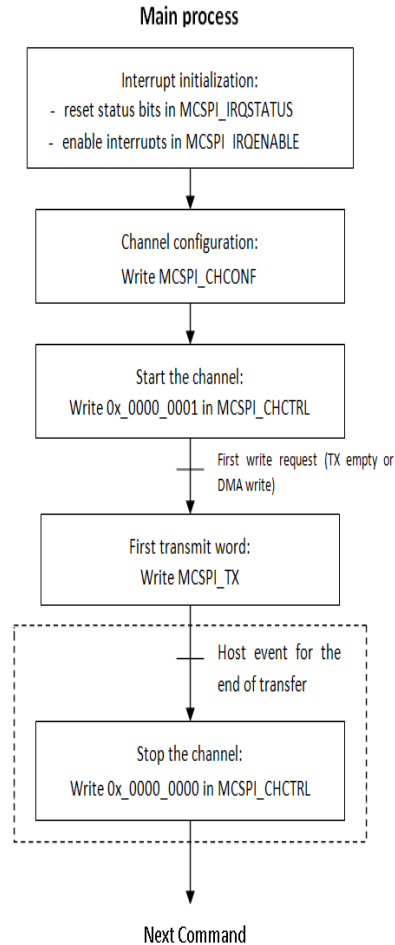 Main process
Interrupt initialization:
- reset status bits in MCSPI_IRQSTATUS
- enable interrupts in MCSPI_IRQENABLE
Channel configuration:
Write MCSPI_CHCONF
Start the channel:
Write 0x_0000_0001 in MCSPI_CHCTRL
First write request (TX empty or
DMA write)
First transmit word:
Write MCSPI_TX
Host event for the
end of transfer
Stop the channel:
Write 0x_0000_0000 in MCSPI_CHCTRL
Next Command